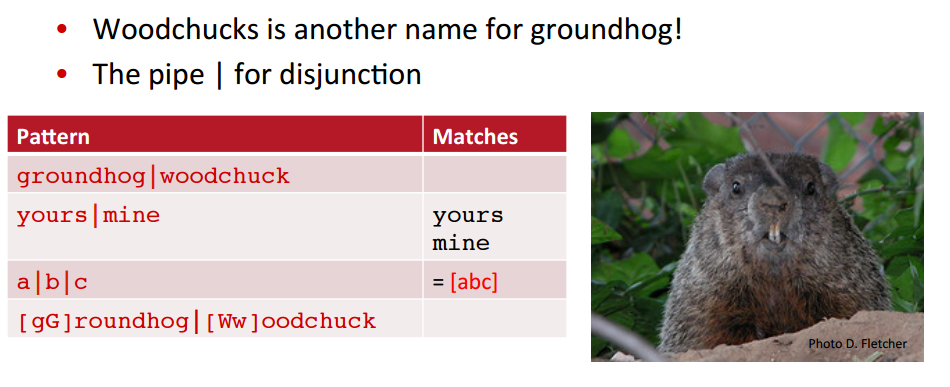 • Woodchucks is another name for groundhog!
• The pipe | for disjunction
Pattern Matches
groundhog|woodchuck
yours|mine yours
mine
a|b|c = [abc]
[gG]roundhog|[Ww]oodchuck
Photo D. Fletcher